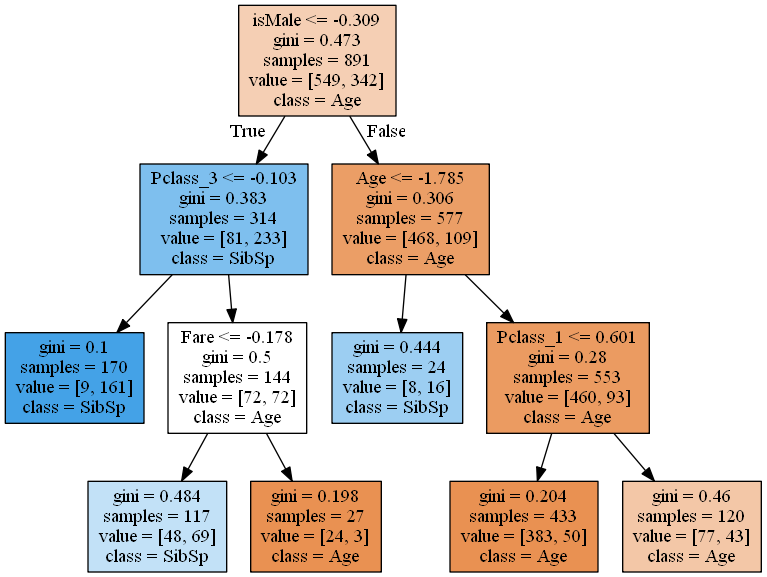 isMale <= -0.309
gini = 0.473
samples = 891
value = [549, 342]
class = Age
True
False
Pclass_3 <= -0.103
gini = 0.383
samples = 314
value = [81, 233]
class = SibSp
Age <= -1.785
gini = 0.306
samples = 577
value = [468, 109]
class = Age
gini = 0.1
samples = 170
value = [9, 161]
class = SibSp
Fare <= -0.178
gini = 0.5
samples = 144
value = [72, 72]
class = Age
gini = 0.444
samples = 24
value = [8, 16]
class = SibSp
Pclass_1 <= 0.601
gini = 0.28
samples = 553
value = [460, 93]
class = Age
gini = 0.484
samples = 117
value = [48, 69]
class = SibSp
gini = 0.198
samples = 27
value = [24, 3]
class = Age
gini = 0.204
samples = 433
value = [383, 50]
class = Age
gini = 0.46
samples = 120
value = [77, 43]
class = Age